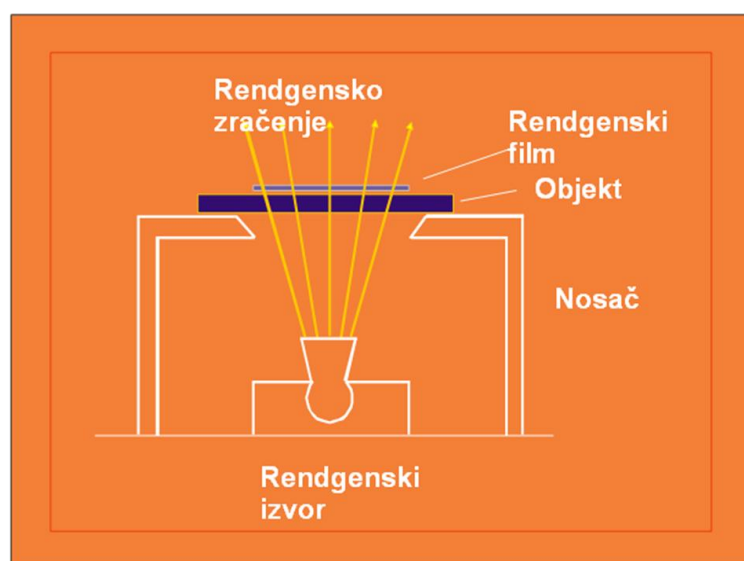 Rendgensko
zračenje
Rendgenski
film
Objekt
Nosač
Rendgenski
izvor